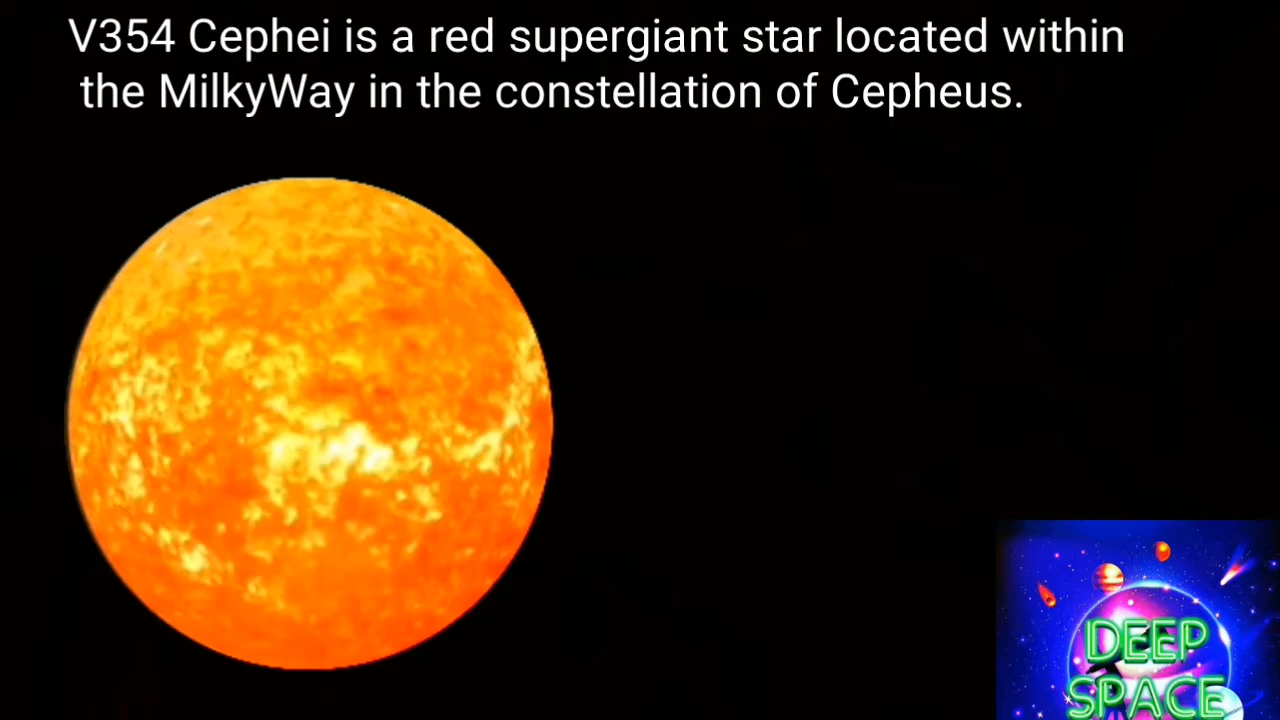 V354 Cephei is a red supergiant star located within
the MilkyWay in the constellation of Cepheus.
DEEP
SPACE